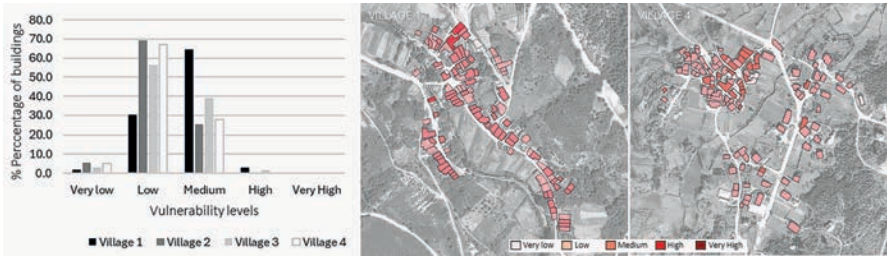 80.0
70.0
60.0
50.0
40.0
30.0
20.0
10.0
0.0
% Perccentage of buildings
Very low Low Medium High Very High
Vulnerability levels
Village 1 Village 2 Village 3 Village 4
VILLAGE 1
VILLAGE 4
Very low Low Medium High Very High